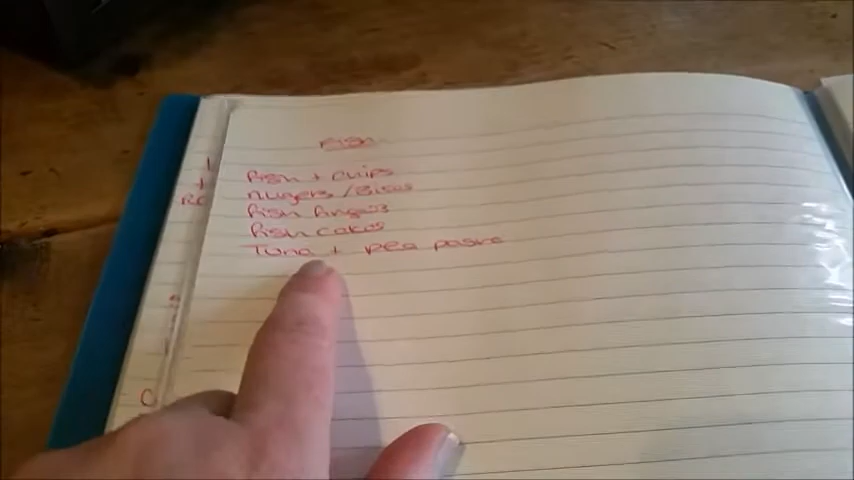 Fish
Fish + Chips
nuggets / Bites
Fish fingers
Fish cakes
Tuna + pea pasta